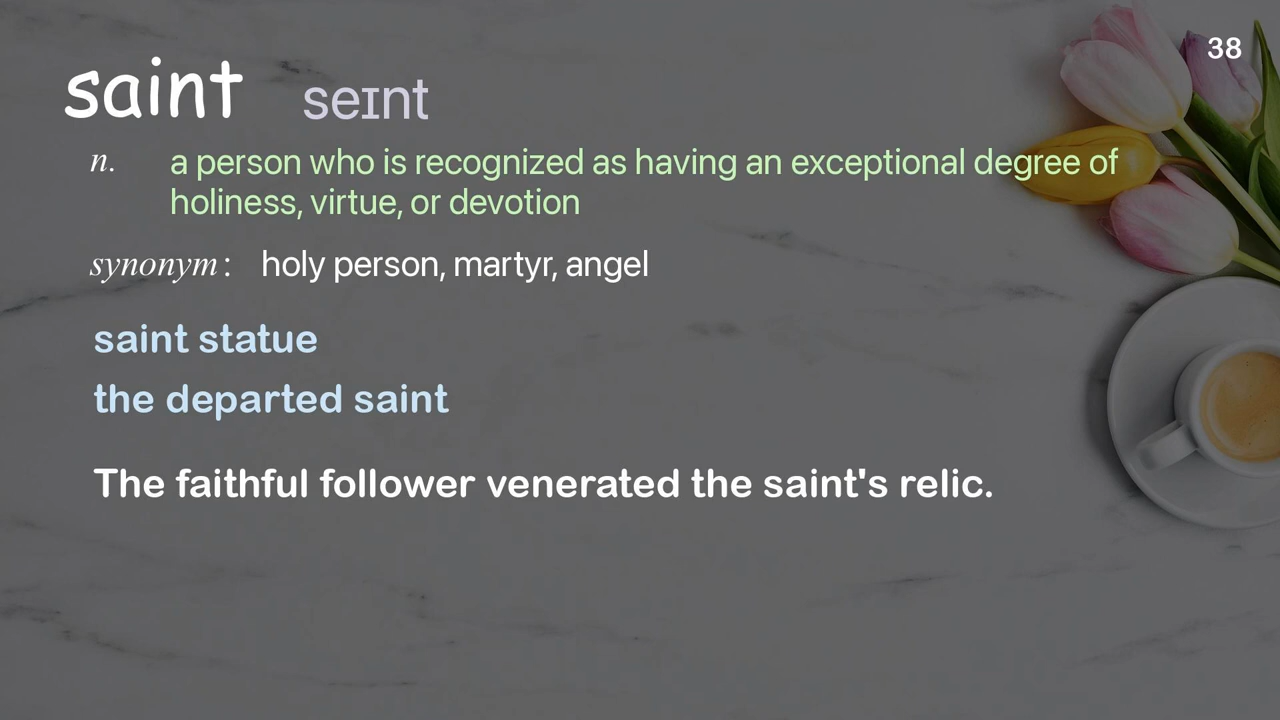 38
saint seɪnt
n. a person who is recognized as having an exceptional degree of
holiness, virtue, or devotion
synonym: holy person, martyr, angel
saint statue
the departed saint
The faithful follower venerated the saint's relic.